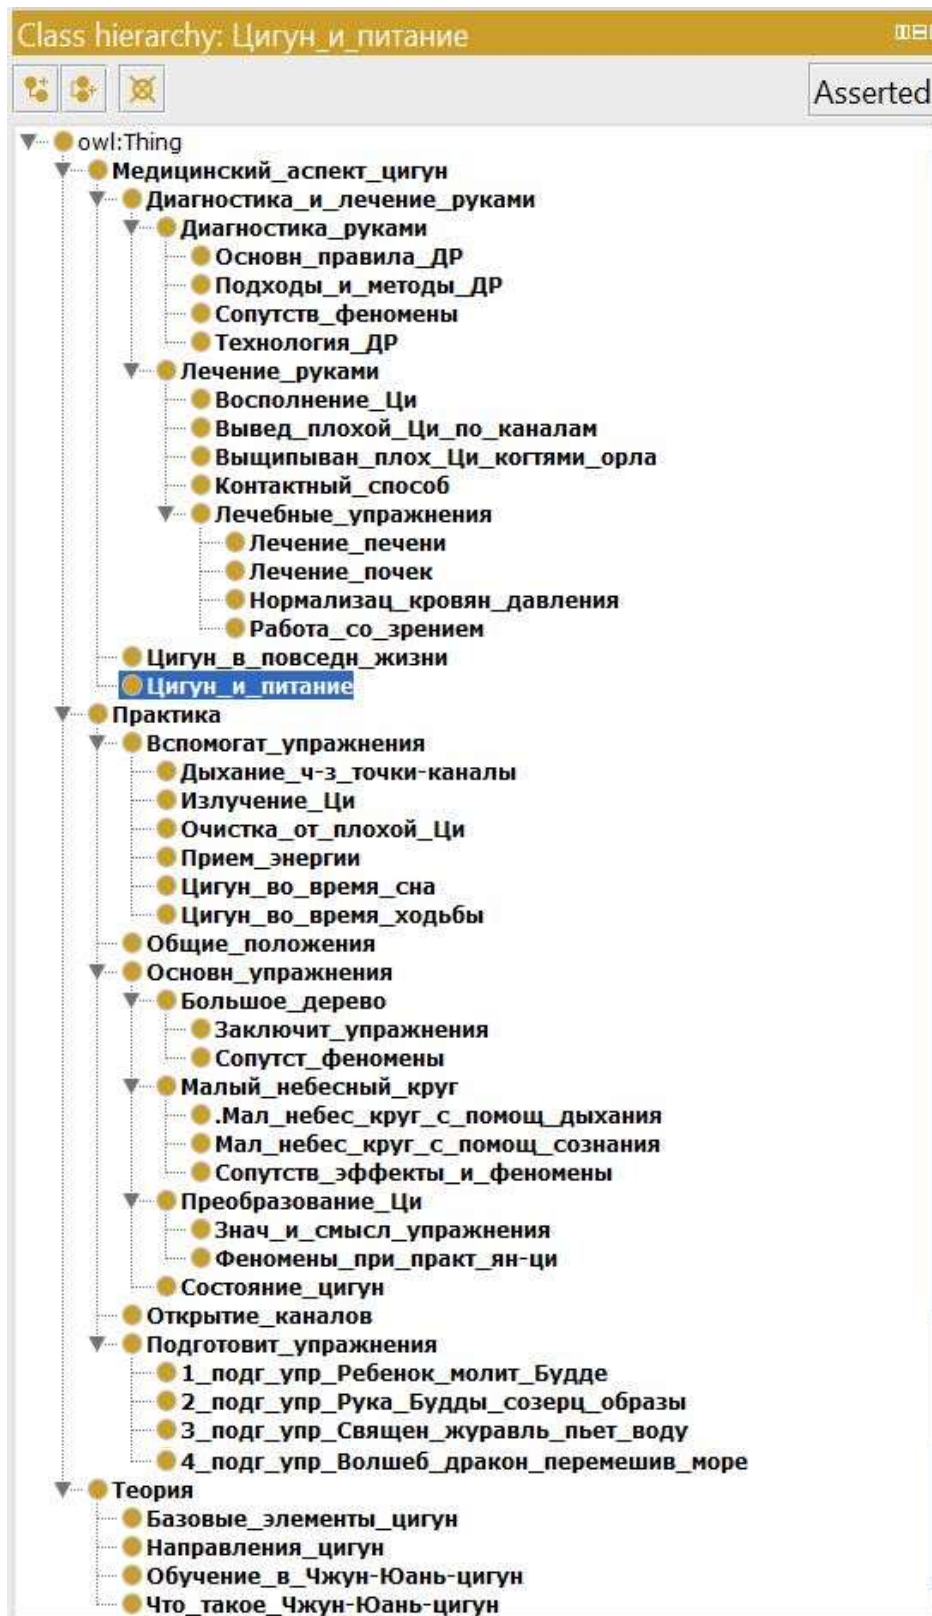 Class hierarchy: Цигун_и_питание
Asserted
owl:Thing
Медицинский_аспект_цигун
Диагностика_и_лечение_руками
Диагностика_руками
Основн_правила_ДР
Подходы_и_методы_ДР
Сопутств_феномены
Технология_ДР
Лечение_руками
Восполнение_Ци
Вывед_плохой_Ци_по_каналам
Выщипыван_плох_Ци_когтями_орла
Контактный_способ
Лечебные_упражнения
Лечение_печени
Лечение_почек
Нормализац_кровян_давления
Работа_со_зрением
Цигун_в_повседн_жизни
Цигун_и_питание
Практика
Вспомогат_упражнения
Дыхание_ч-з_точки-каналы
Излучение_Ци
Очистка_от_плохой_Ци
Прием_энергии
Цигун_во_время_сна
Цигун_во_время_ходьбы
Общие_положения
Основн_упражнения
Большое_дерево
Заключит_упражнения
Сопутст_феномены
Малый_небесный_круг
.Мал_небес_круг_с_помощ_дыхания
Мал_небес_круг_с_помощ_сознания
Сопутств_эффекты_и_феномены
Преобразование_Ци
Знач_и_смысл_упражнения
Феномены_при_практ_ян-ци
Состояние_цигун
Открытие_каналов
Подготовит_упражнения
1_подг_упр_Ребенок_молит_Будде
2_подг_упр_Рука_Будды_созерц_образы
3_подг_упр_Священ_журавль_пьет_воду
4_подг_упр_Волшеб_дракон_перемешив_море
Теория
Базовые_элементы_цигун
Направления_цигун
Обучение_в_Чжун-Юань-цигун
Что_такое_Чжун-Юань-цигун